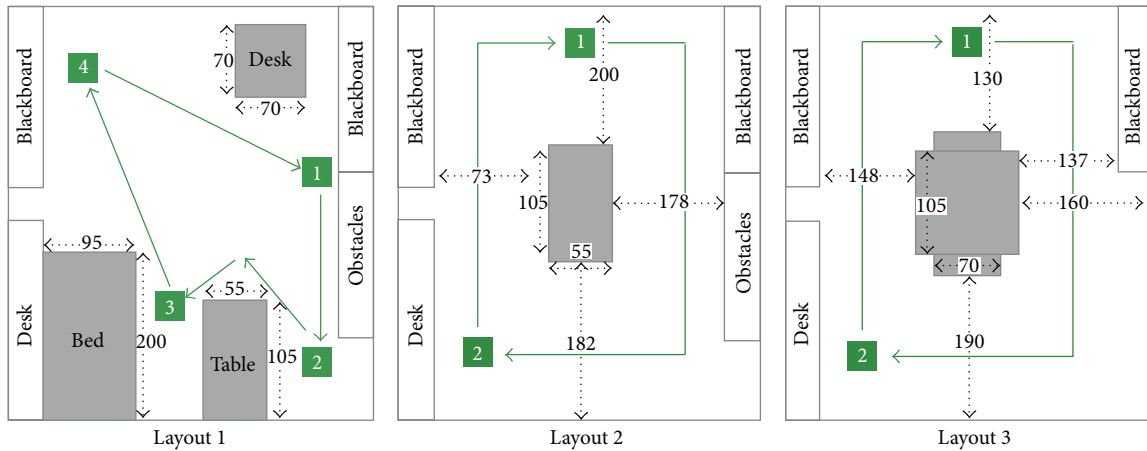 Blackboard
4
70
Desk
70
Blackboard
1
Obstacles
Desk
95
Bed
200
3
55
Table
105
2
Layout 1
Blackboard
1
200
Blackboard
73
105
178
55
Obstacles
Desk
2
182
Layout 2
Blackboard
1
130
Blackboard
148
137
105
160
70
Desk
2
190
Layout 3